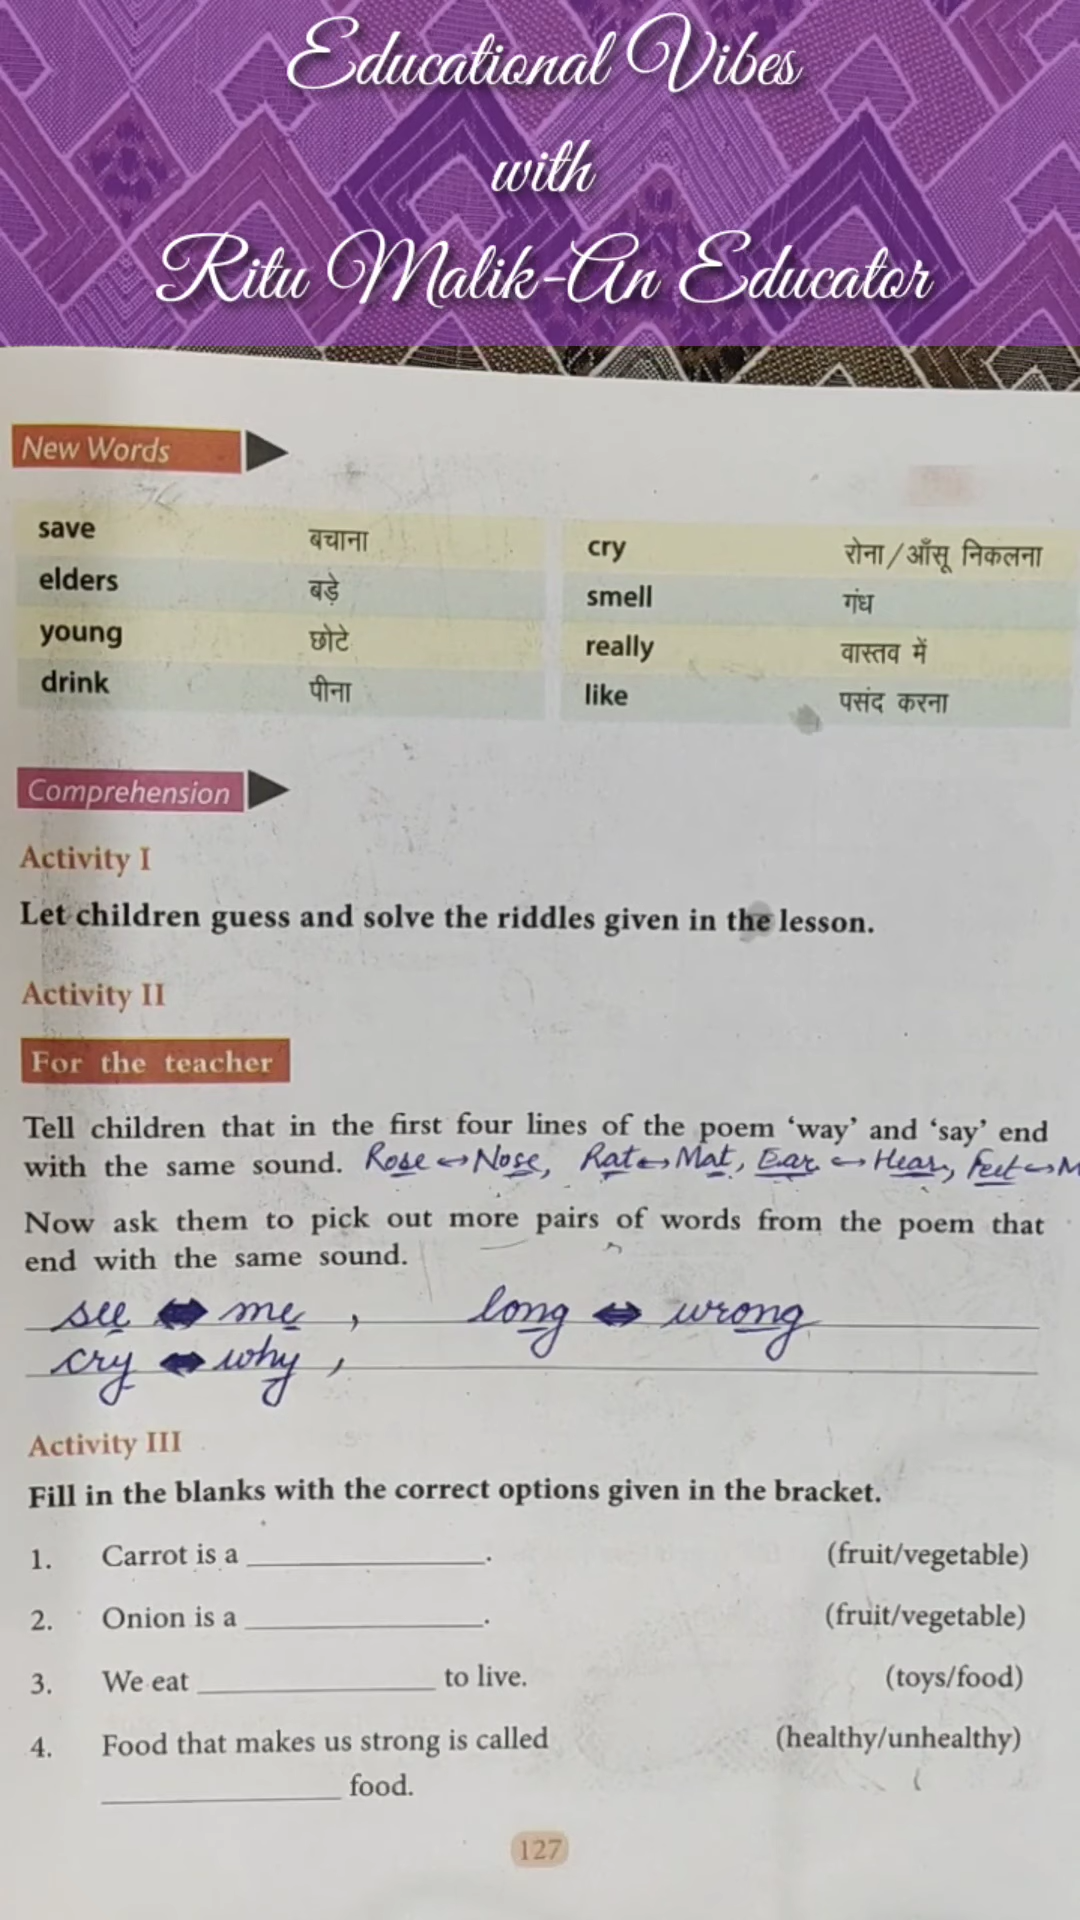 Educational Vibes
with
Ritu Malik-An Educator
New Words
save बचाना cry रोना/आँसू निकलना
elders बड़े smell गंध
young छोटे really वास्तव में
drink पीना like पसंद करना
Comprehension
Activity I
Let children guess and solve the riddles given in the lesson.
Activity II
For the teacher
Tell children that in the first four lines of the poem ‘way’ and ‘say’ end
with the same sound. Rose ↔ Nose, Rat ↔ Mat, Ear ↔ Hear, Feet ↔
Now ask them to pick out more pairs of words from the poem that
end with the same sound.
see ↔ me , long ↔ wrong
cry ↔ why ,
Activity III
Fill in the blanks with the correct options given in the bracket.
1. Carrot is a ____________. (fruit/vegetable)
2. Onion is a ____________. (fruit/vegetable)
3. We eat ____________ to live. (toys/food)
4. Food that makes us strong is called (healthy/unhealthy)
____________ food.
127